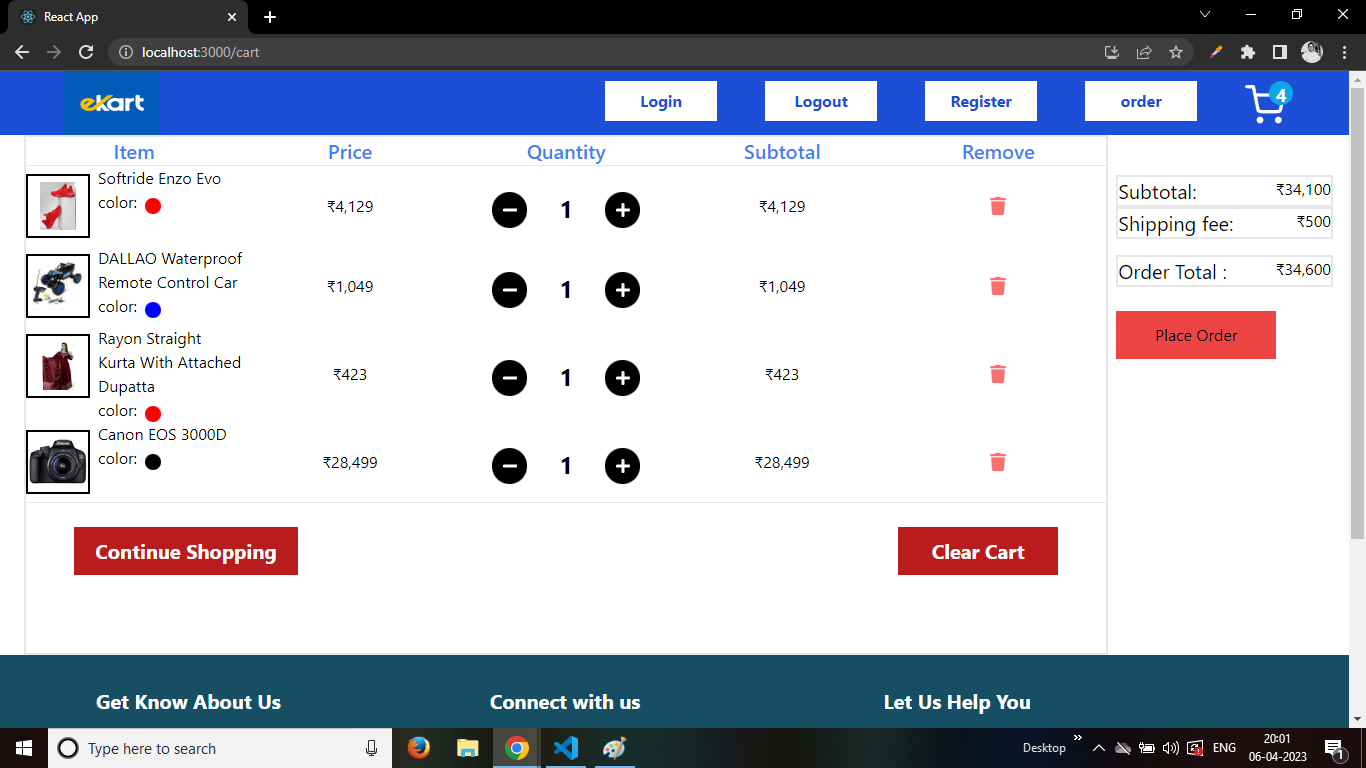 React App
localhost:3000/cart
eKart
Login
Logout
Register
order
4
Item Price Quantity Subtotal Remove
Softride Enzo Evo
color:
₹4,129
1
₹4,129
DALLAO Waterproof
Remote Control Car
color:
₹1,049
1
₹1,049
Rayon Straight
Kurta With Attached
Dupatta
color:
₹423
1
₹423
Canon EOS 3000D
color:
₹28,499
1
₹28,499
Subtotal: ₹34,100
Shipping fee: ₹500
Order Total : ₹34,600
Place Order
Continue Shopping
Clear Cart
Get Know About Us
Connect with us
Let Us Help You
Type here to search
Desktop
ENG
20:01
06-04-2023
1